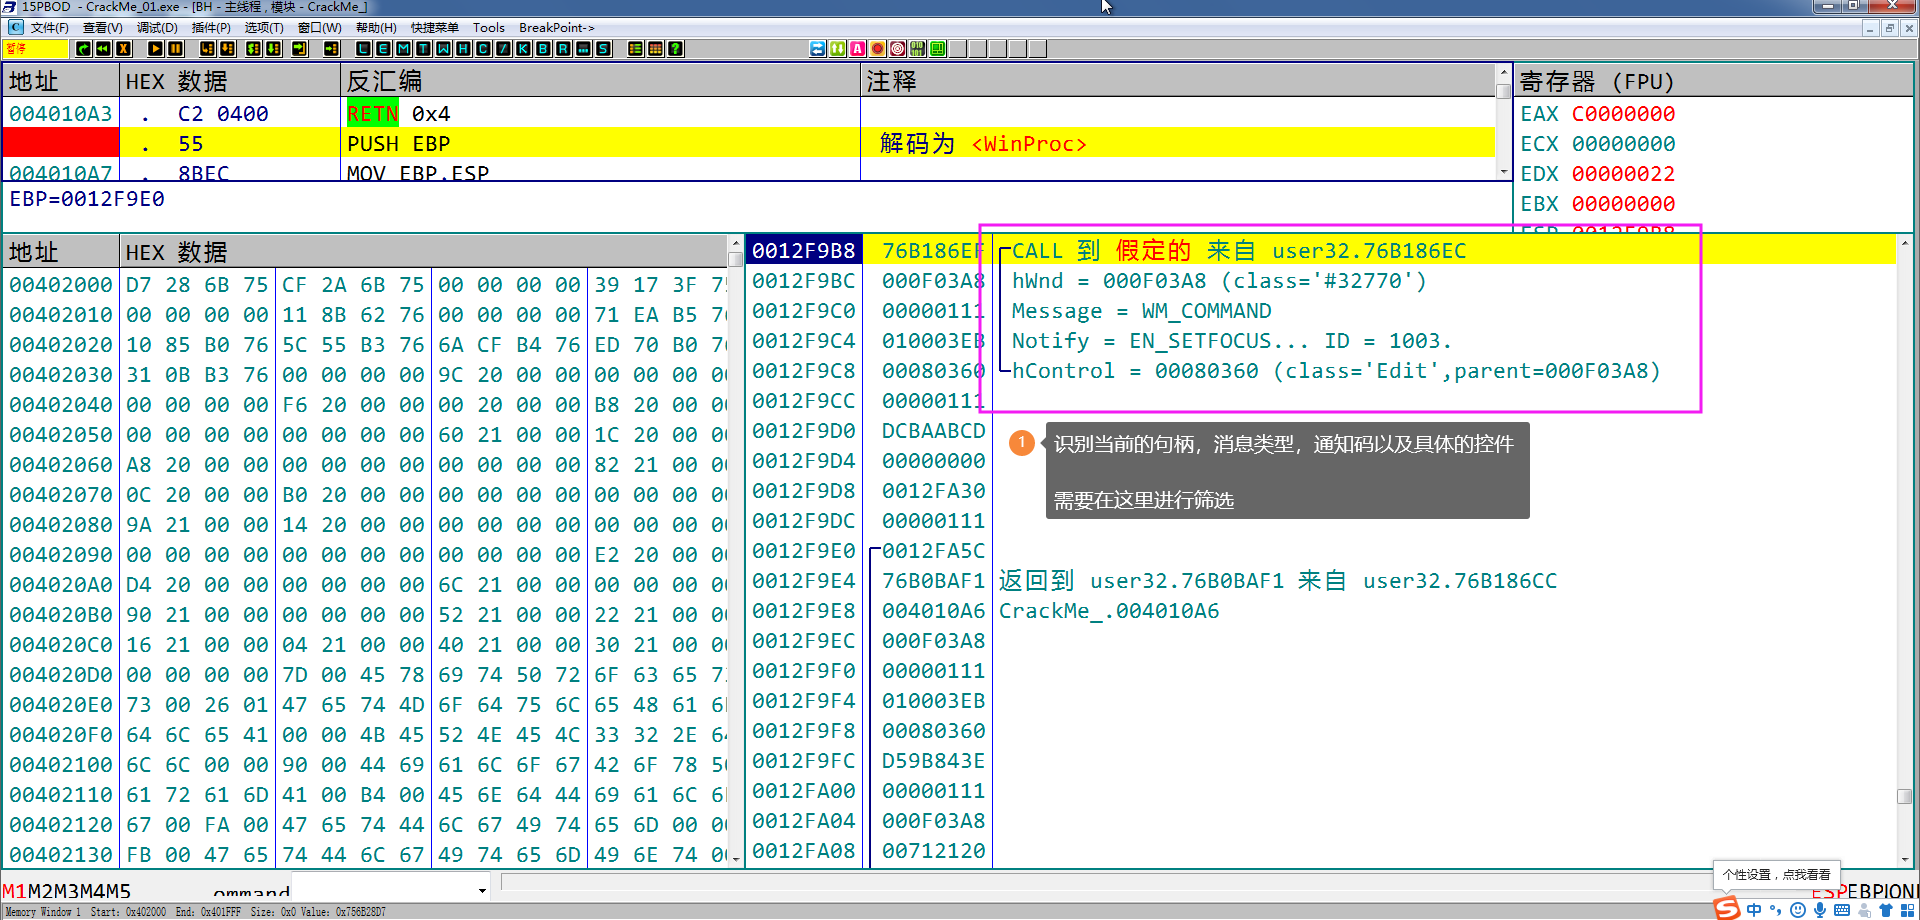 15PBOD - CrackMe_01.exe - [BH - 主线程 , 模块 - CrackMe_]
文件(F) 查看(V) 调试(D) 插件(P) 选项(T) 窗口(W) 帮助(H) 快捷菜单 Tools BreakPoint->
暂停 L E M T W H C / K B R ... S ?
地址 HEX 数据 反汇编 注释 寄存器 (FPU)
004010A3 . C2 0400 RETN 0x4 EAX C0000000
. 55 PUSH EBP 解码为 <WinProc> ECX 00000000
004010A7 . 8BEC MOV EBP,ESP EDX 00000022
EBP=0012F9E0 EBX 00000000
ESP 0012F9B8
地址 HEX 数据 0012F9B8 76B186EF CALL 到 假定的 来自 user32.76B186EC
00402000 D7 28 6B 75 CF 2A 6B 75 00 00 00 00 39 17 3F 75 0012F9BC 000F03A8 hWnd = 000F03A8 (class='#32770')
00402010 00 00 00 00 11 8B 62 76 00 00 00 00 71 EA B5 76 0012F9C0 00000111 Message = WM_COMMAND
00402020 10 85 B0 76 5C 55 B3 76 6A CF B4 76 ED 70 B0 76 0012F9C4 010003EB Notify = EN_SETFOCUS... ID = 1003.
00402030 31 0B B3 76 00 00 00 00 9C 20 00 00 00 00 00 00 0012F9C8 00080360 hControl = 00080360 (class='Edit',parent=000F03A8)
00402040 00 00 00 00 F6 20 00 00 00 20 00 00 B8 20 00 00 0012F9CC 00000111
00402050 00 00 00 00 00 00 00 00 60 21 00 00 1C 20 00 00 0012F9D0 DCBAABCD 1 识别当前的句柄，消息类型，通知码以及具体的控件
00402060 A8 20 00 00 00 00 00 00 00 00 00 00 82 21 00 00 0012F9D4 00000000
00402070 0C 20 00 00 B0 20 00 00 00 00 00 00 00 00 00 00 0012F9D8 0012FA30 需要在这里进行筛选
00402080 9A 21 00 00 14 20 00 00 00 00 00 00 00 00 00 00 0012F9DC 00000111
00402090 00 00 00 00 00 00 00 00 00 00 00 00 E2 20 00 00 0012F9E0 0012FA5C
004020A0 D4 20 00 00 00 00 00 00 6C 21 00 00 00 00 00 00 0012F9E4 76B0BAF1 返回到 user32.76B0BAF1 来自 user32.76B186CC
004020B0 90 21 00 00 00 00 00 00 52 21 00 00 22 21 00 00 0012F9E8 004010A6 CrackMe_.004010A6
004020C0 16 21 00 00 04 21 00 00 40 21 00 00 30 21 00 00 0012F9EC 000F03A8
004020D0 00 00 00 00 7D 00 45 78 69 74 50 72 6F 63 65 73 0012F9F0 00000111
004020E0 73 00 26 01 47 65 74 4D 6F 64 75 6C 65 48 61 6E 0012F9F4 010003EB
004020F0 64 6C 65 41 00 00 4B 45 52 4E 45 4C 33 32 2E 64 0012F9F8 00080360
00402100 6C 6C 00 00 90 00 44 69 61 6C 6F 67 42 6F 78 50 0012F9FC D59B843E
00402110 61 72 61 6D 41 00 B4 00 45 6E 64 44 69 61 6C 6F 0012FA00 00000111
00402120 67 00 FA 00 47 65 74 44 6C 67 49 74 65 6D 00 00 0012FA04 000F03A8
00402130 FB 00 47 65 74 44 6C 67 49 74 65 6D 49 6E 74 00 0012FA08 00712120
个性设置，点我看看
M1M2M3M4M5 ommand ESPEBPIONI
Memory Window 1 Start: 0x402000 End: 0x401FFF Size: 0x0 Value: 0x756B28D7
S 中